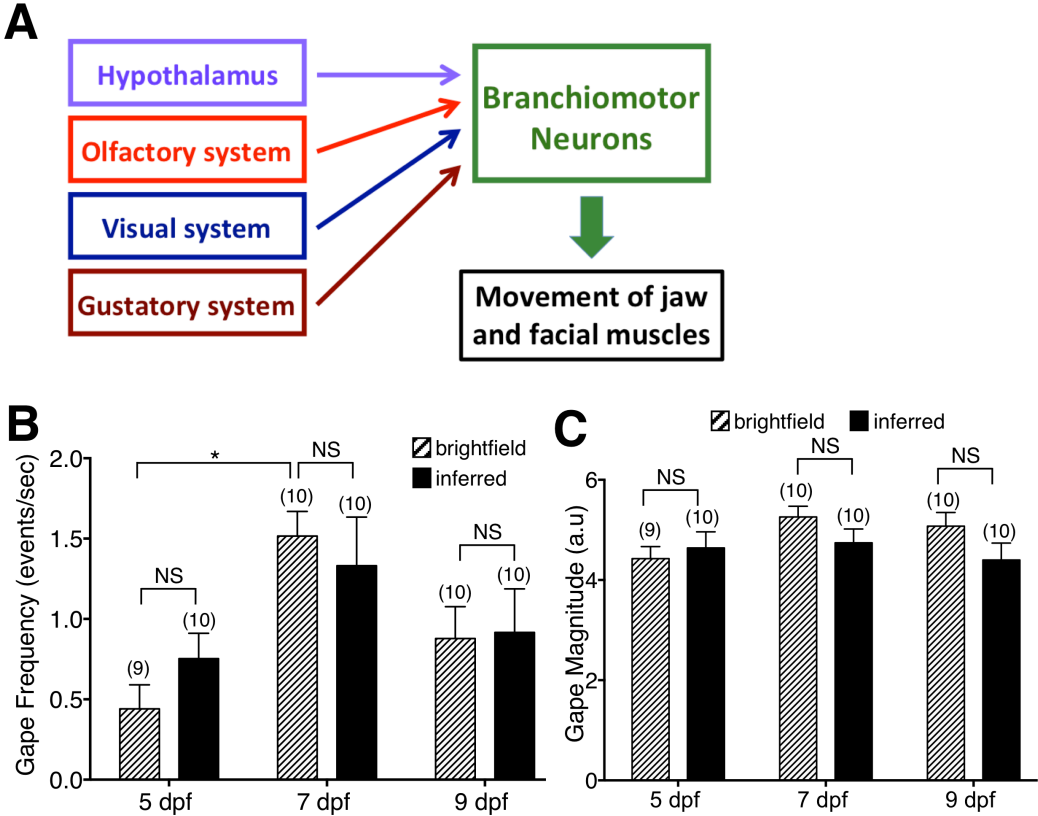 A
Hypothalamus
Olfactory system
Visual system
Gustatory system
Branchiomotor
Neurons
Movement of jaw
and facial muscles
B
brightfield
inferred
Gape Frequency (events/sec)
2.0
1.5
1.0
0.5
0.0
*
NS
NS
NS
(9)
(10)
(10)
(10)
(10)
(10)
5 dpf
7 dpf
9 dpf
C
brightfield
inferred
Gape Magnitude (a.u)
6
4
2
0
NS
NS
NS
(9)
(10)
(10)
(10)
(10)
(10)
5 dpf
7 dpf
9 dpf